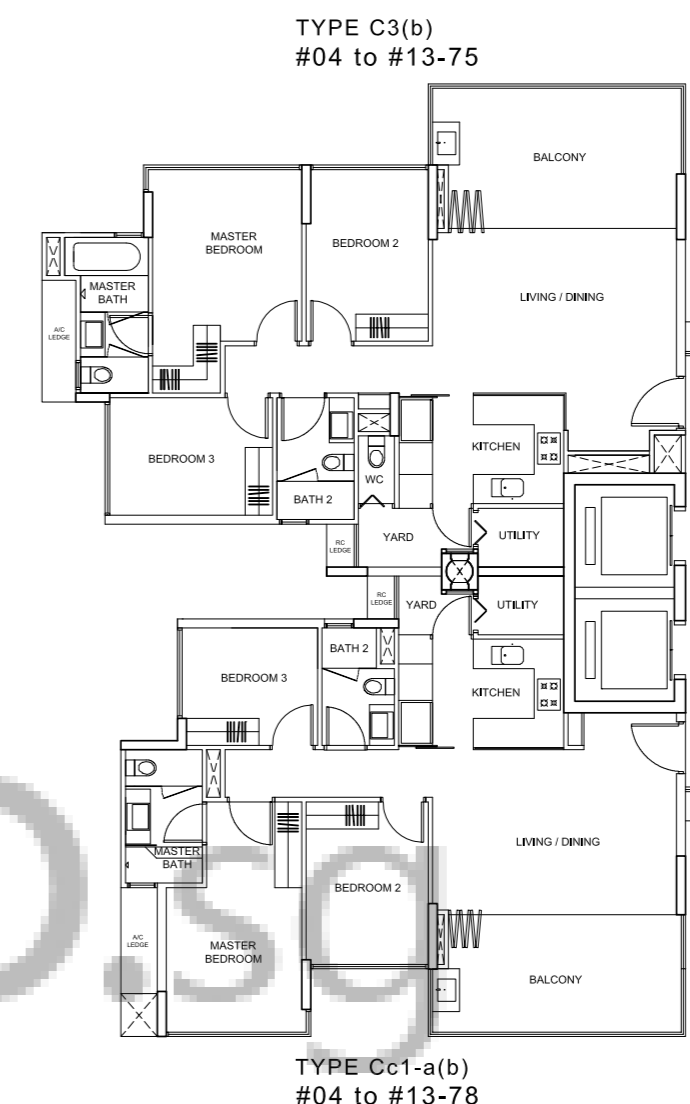 TYPE C3(b)
#04 to #13-75
BALCONY
MASTER
BEDROOM
BEDROOM 2
LIVING / DINING
MASTER
BATH
A/C
LEDGE
BEDROOM 3
BATH 2
WC
KITCHEN
RC
LEDGE
YARD
UTILITY
X
RC
LEDGE
YARD
UTILITY
BATH 2
BEDROOM 3
KITCHEN
LIVING / DINING
MASTER
BATH
BEDROOM 2
A/C
LEDGE
MASTER
BEDROOM
BALCONY
.sg
TYPE Cc1-a(b)
#04 to #13-78